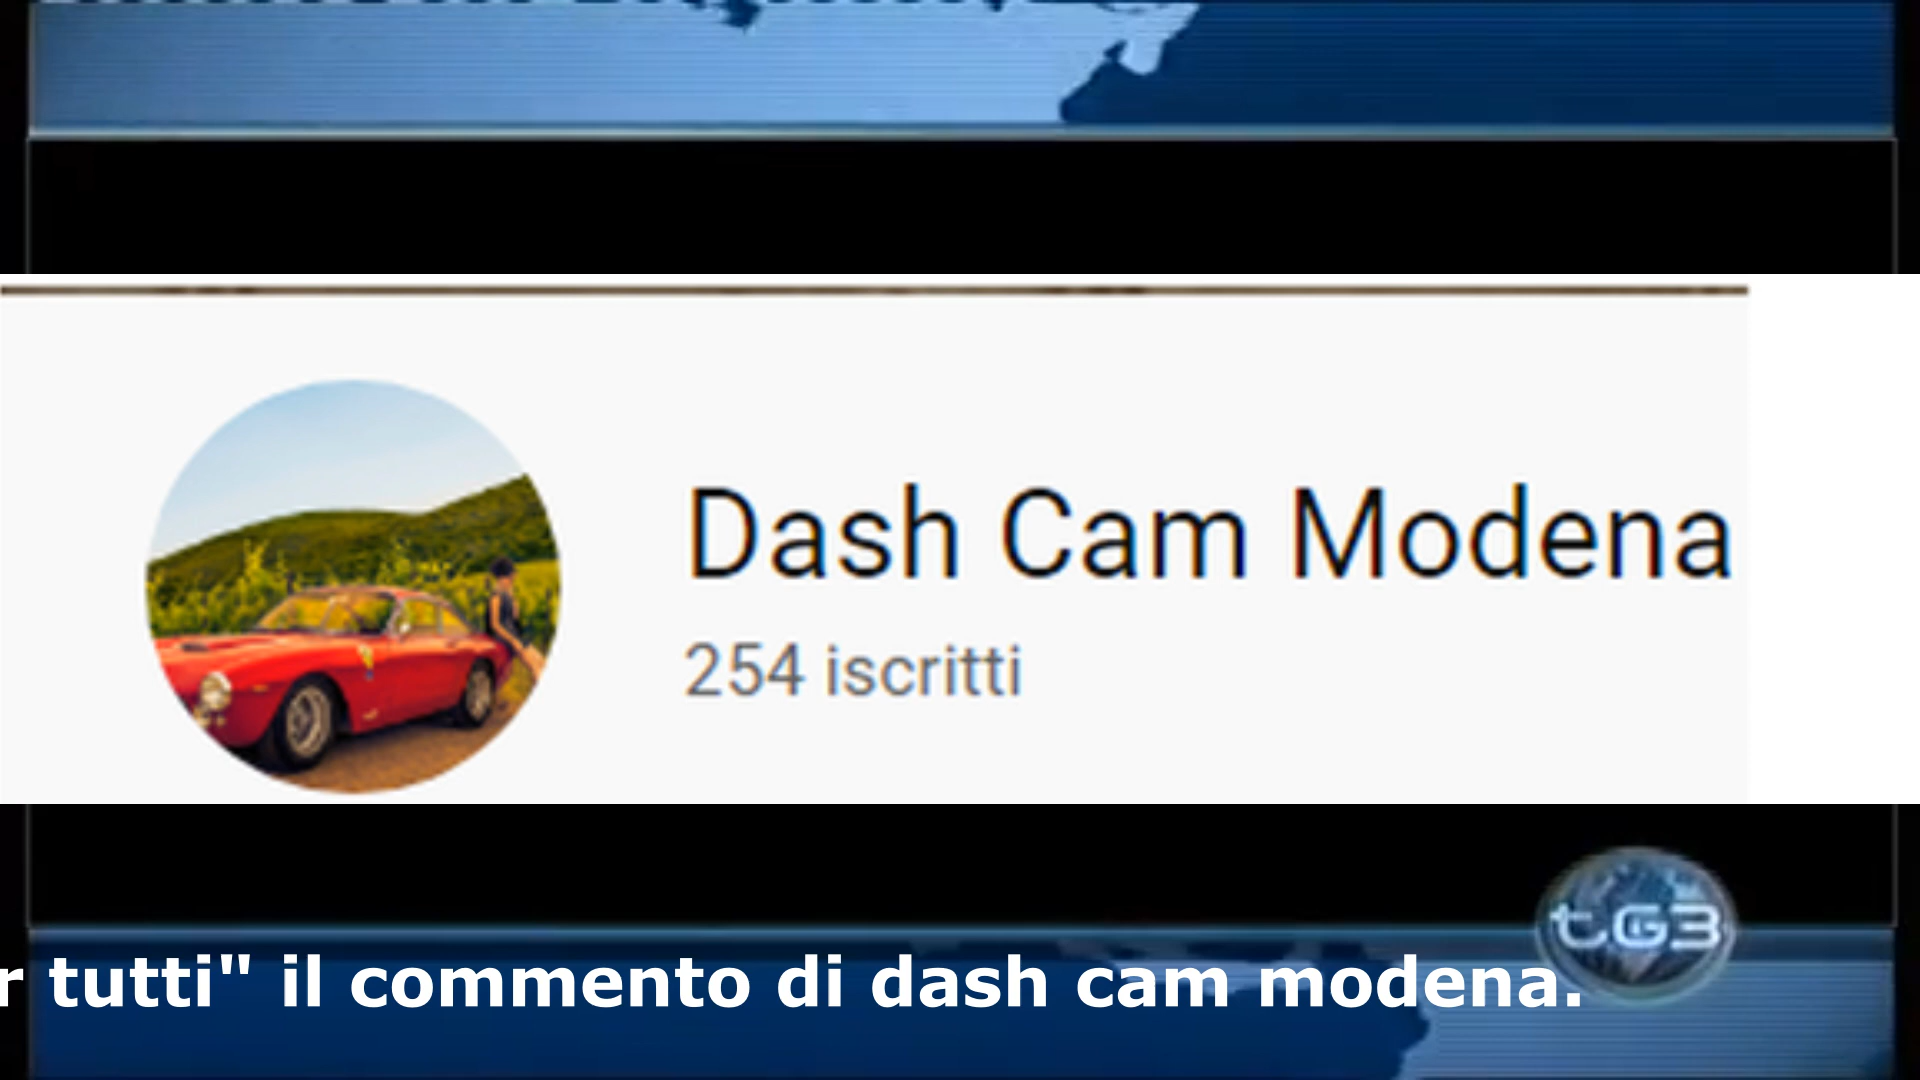 Dash Cam Modena
254 iscritti
tG3
tutti" il commento di dash cam modena.